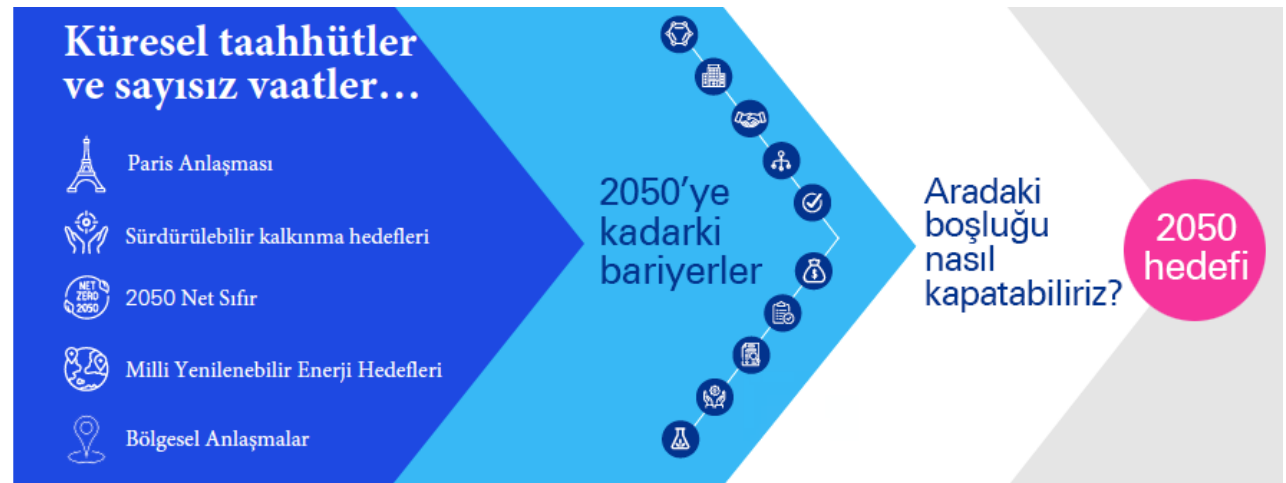 Küresel taahhütler
ve sayısız vaatler…
Paris Anlaşması
Sürdürülebilir kalkınma hedefleri
NET
ZERO
2050
2050 Net Sıfır
Milli Yenilenebilir Enerji Hedefleri
Bölgesel Anlaşmalar
2050’ye
kadarki
bariyerler
$
Aradaki
boşluğu
nasıl
kapatabiliriz?
2050
hedefi